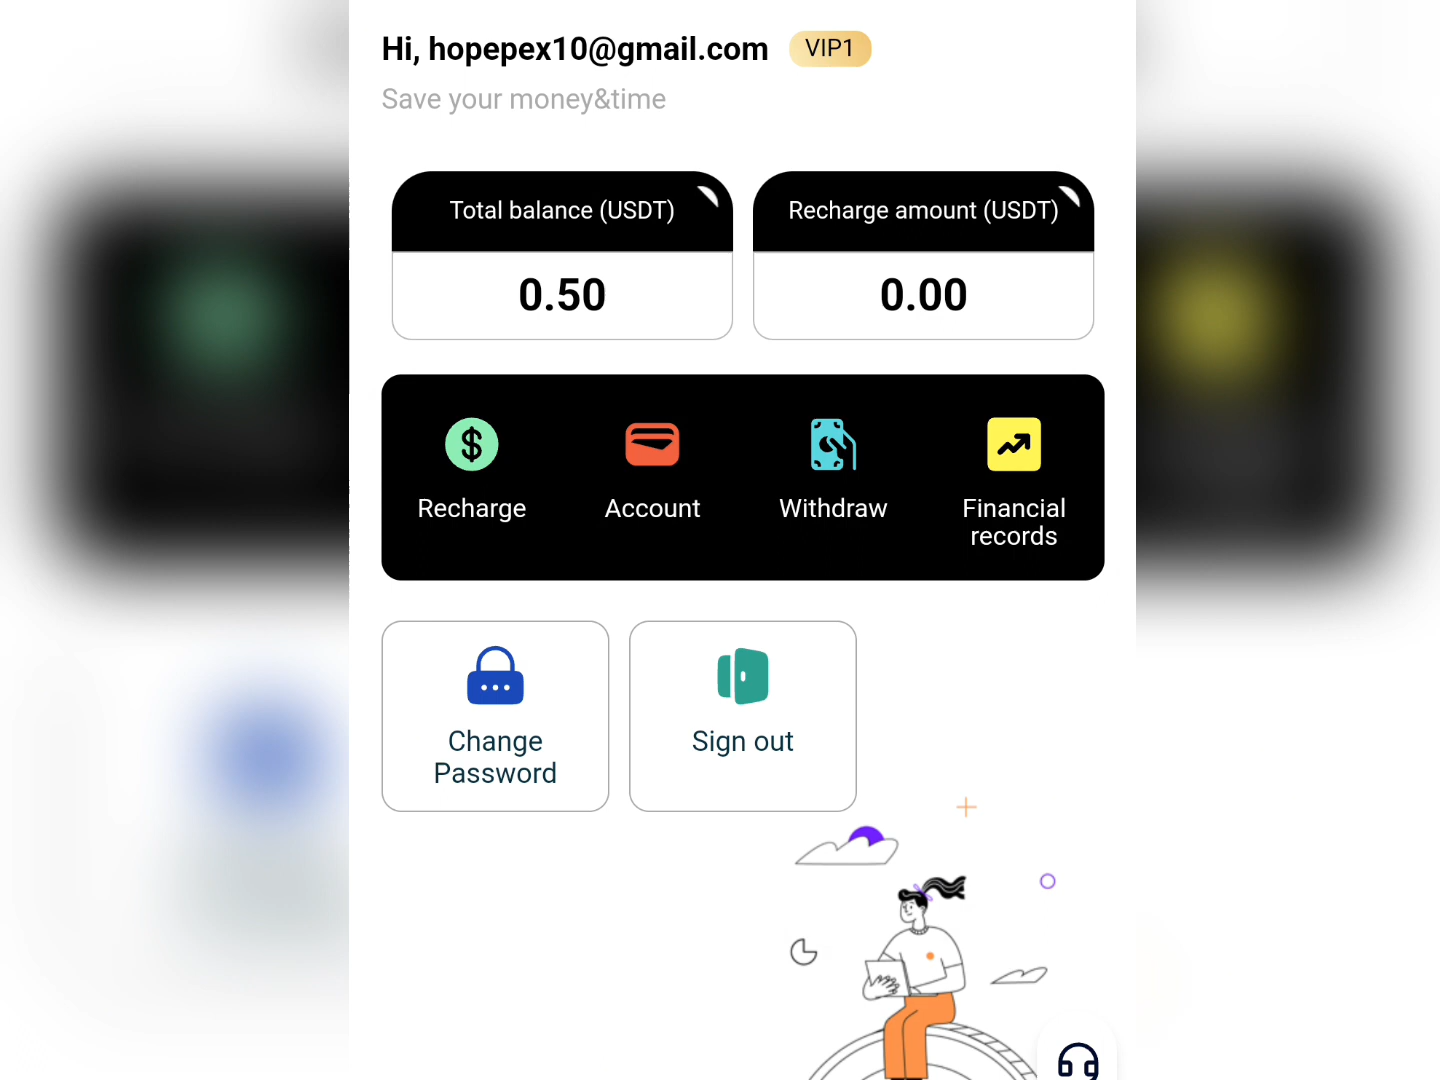 Hi, hopepex10@gmail.com VIP1
Save your money&time
Total balance (USDT)
Recharge amount (USDT)
0.50
0.00
Recharge
Account
Withdraw
Financial
records
Change
Password
Sign out